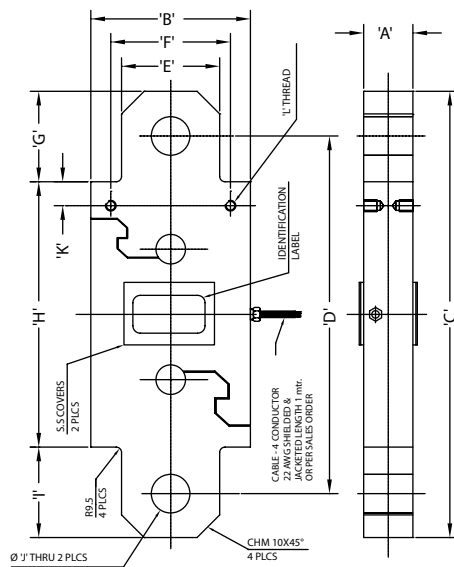 'B'
'F'
'E'
'A'
'G'
'L' THREAD
'K'
IDENTIFICATION
LABEL
'H'
'D'
'C'
S.S COVERS
2 PLCS
CABLE - 4 CONDUCTOR
22 AWG SHIELDED &
JACKETED LENGTH 1 mtr.
OR PER SALES ORDER
'I'
R9.5
4 PLCS
Ø 'J' THRU 2 PLCS
CHM 10X45°
4 PLCS